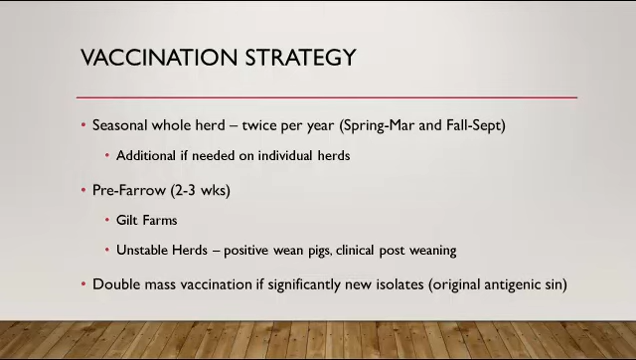 VACCINATION STRATEGY
• Seasonal whole herd – twice per year (Spring-Mar and Fall-Sept)
• Additional if needed on individual herds
• Pre-Farrow (2-3 wks)
• Gilt Farms
• Unstable Herds – positive wean pigs, clinical post weaning
• Double mass vaccination if significantly new isolates (original antigenic sin)